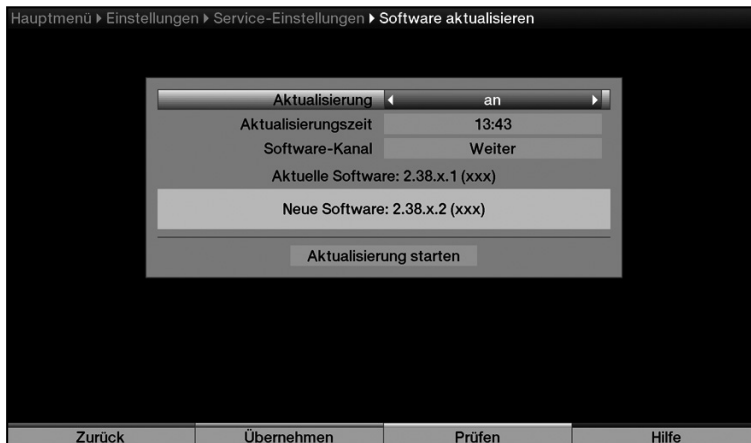 Hauptmenü ▸ Einstellungen ▸ Service-Einstellungen ▸ Software aktualisieren
Aktualisierung an
Aktualisierungszeit 13:43
Software-Kanal Weiter
Aktuelle Software: 2.38.x.1 (xxx)
Neue Software: 2.38.x.2 (xxx)
Aktualisierung starten
Zurück Übernehmen Prüfen Hilfe